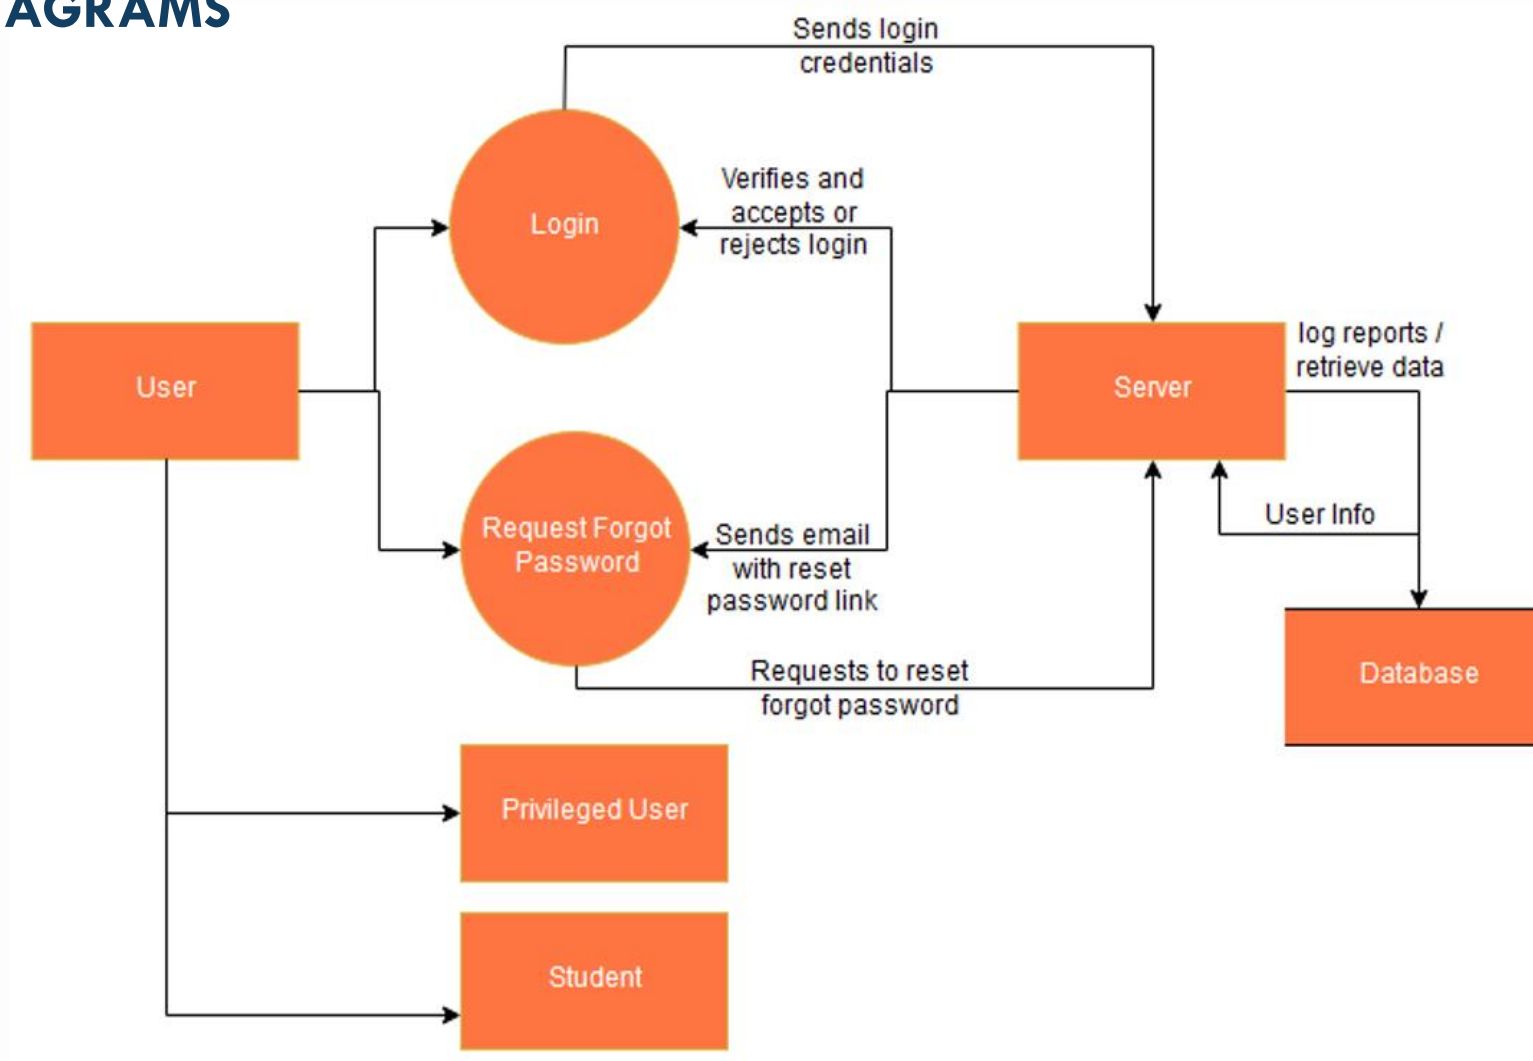 AGRAMS
Sends login
credentials
Verifies and
accepts or
rejects login
Login
User
Server
log reports /
retrieve data
Request Forgot
Password
Sends email
with reset
password link
User Info
Requests to reset
forgot password
Database
Privileged User
Student